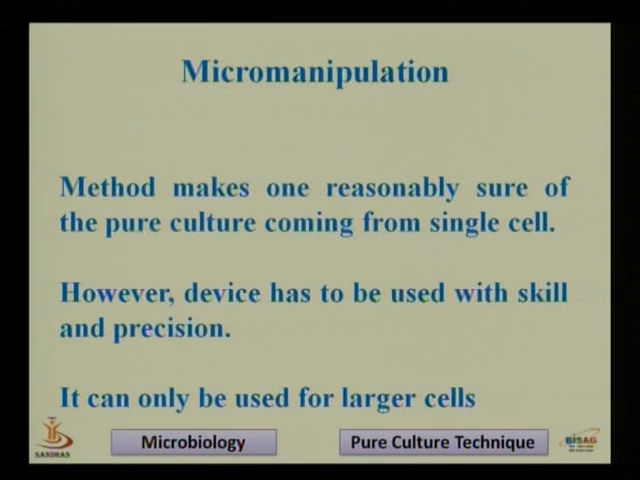 Micromanipulation
Method makes one reasonably sure of
the pure culture coming from single cell.
However, device has to be used with skill
and precision.
It can only be used for larger cells
Microbiology
Pure Culture Technique
SANDHAN
BISAG